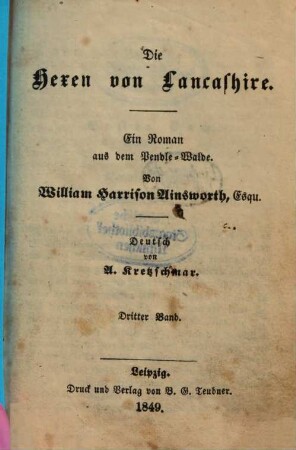 Die
Hexen von Lancashire.
Ein Roman
aus dem Pendle-Walde.
Von
William Harrison Ainsworth, Esqu.
Deutsch
von
A. Kretzschmar.
Dritter Band.
Leipzig.
Druck und Verlag von B. G. Teubner.
1849.